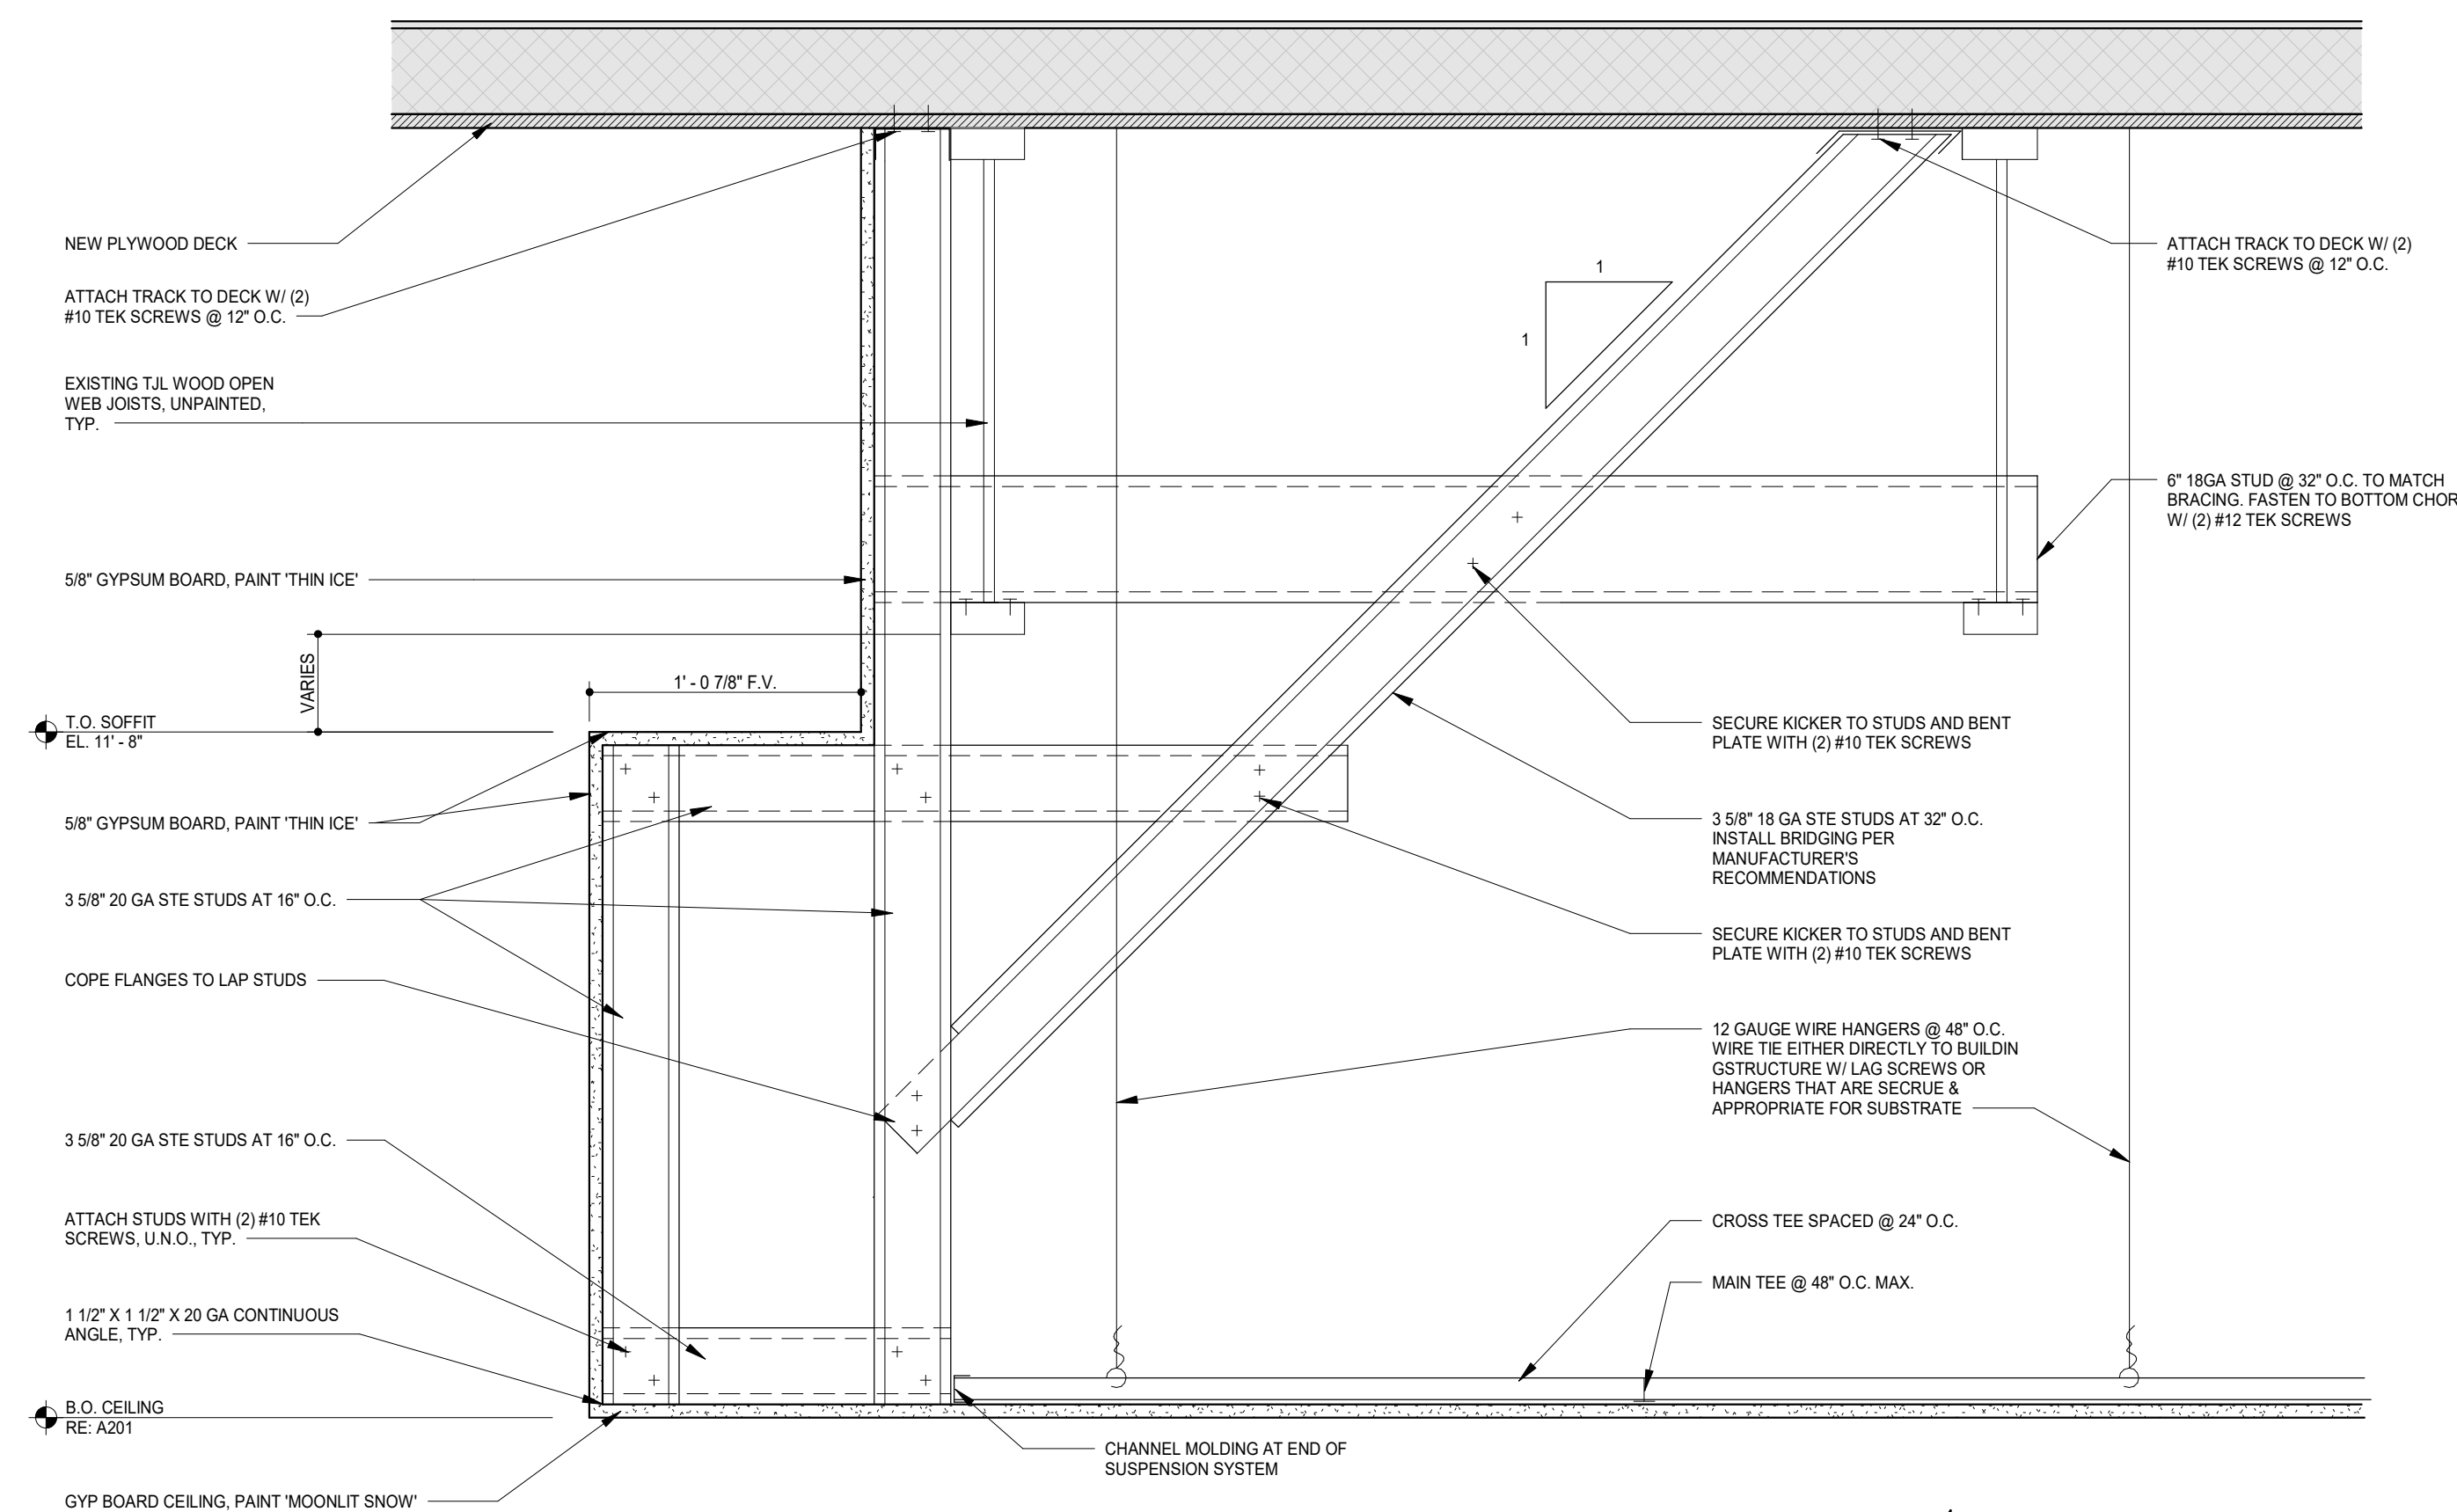 NEW PLYWOOD DECK
ATTACH TRACK TO DECK W/ (2)
#10 TEK SCREWS @ 12" O.C.
EXISTING TJL WOOD OPEN
WEB JOISTS, UNPAINTED,
TYP.
5/8" GYPSUM BOARD, PAINT 'THIN ICE'
VARIES
1' - 0 7/8" F.V.
T.O. SOFFIT
EL. 11' - 8"
5/8" GYPSUM BOARD, PAINT 'THIN ICE'
3 5/8" 20 GA STE STUDS AT 16" O.C.
COPE FLANGES TO LAP STUDS
3 5/8" 20 GA STE STUDS AT 16" O.C.
ATTACH STUDS WITH (2) #10 TEK
SCREWS, U.N.O., TYP.
1 1/2" X 1 1/2" X 20 GA CONTINUOUS
ANGLE, TYP.
B.O. CEILING
RE: A201
GYP BOARD CEILING, PAINT 'MOONLIT SNOW'
1
1
ATTACH TRACK TO DECK W/ (2)
#10 TEK SCREWS @ 12" O.C.
6" 18GA STUD @ 32" O.C. TO MATCH
BRACING. FASTEN TO BOTTOM CHOR
W/ (2) #12 TEK SCREWS
SECURE KICKER TO STUDS AND BENT
PLATE WITH (2) #10 TEK SCREWS
3 5/8" 18 GA STE STUDS AT 32" O.C.
INSTALL BRIDGING PER
MANUFACTURER'S
RECOMMENDATIONS
SECURE KICKER TO STUDS AND BENT
PLATE WITH (2) #10 TEK SCREWS
12 GAUGE WIRE HANGERS @ 48" O.C.
WIRE TIE EITHER DIRECTLY TO BUILDIN
GSTRUCTURE W/ LAG SCREWS OR
HANGERS THAT ARE SECRUE &
APPROPRIATE FOR SUBSTRATE
CROSS TEE SPACED @ 24" O.C.
MAIN TEE @ 48" O.C. MAX.
CHANNEL MOLDING AT END OF
SUSPENSION SYSTEM